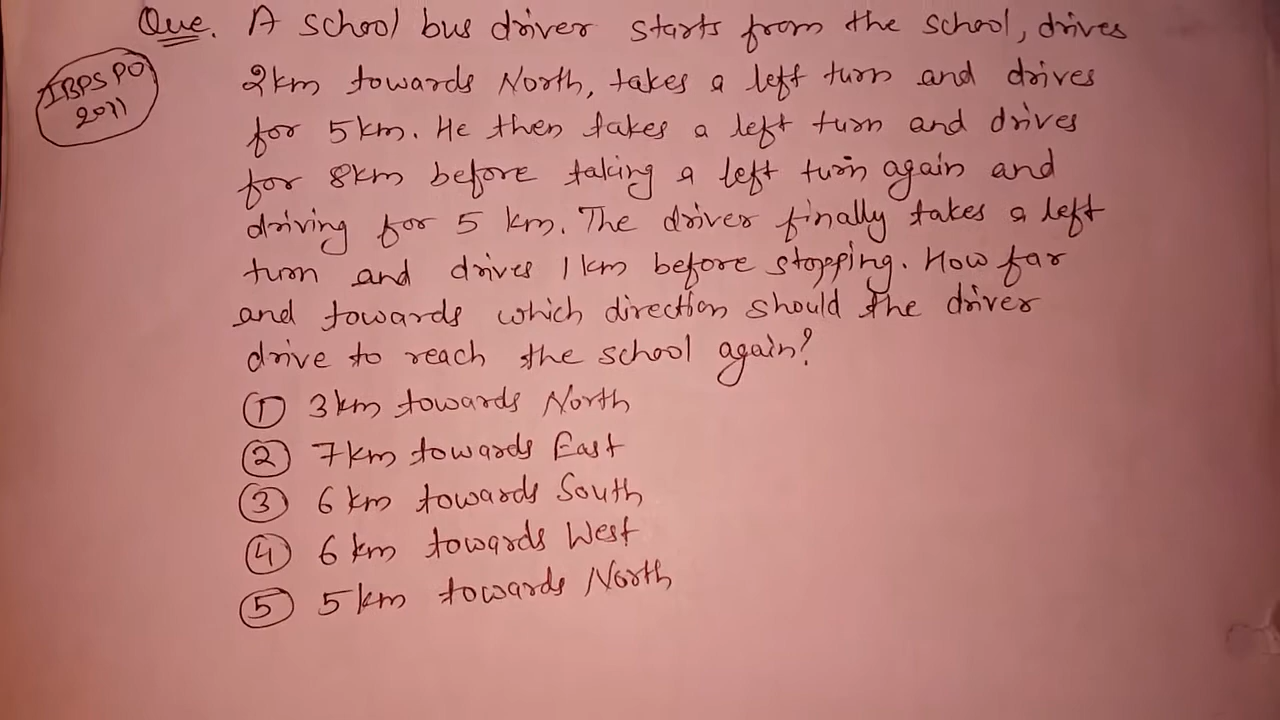 Que. A school bus driver starts from the school, drives
IBPS PO
2011
2km towards North, takes a left turn and drives
for 5km. He then takes a left turn and drives
for 8km before taking a left turn again and
driving for 5 km. The driver finally takes a left
turn and drives 1km before stopping. How far
and towards which direction should the driver
drive to reach the school again?
① 3km towards North
② 7km towards East
③ 6 km towards South
④ 6 km towards West
⑤ 5km towards North